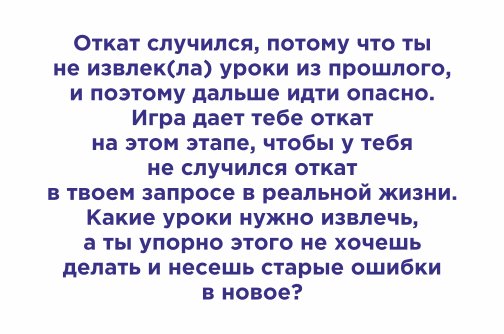 Откат случился, потому что ты
не извлек(ла) уроки из прошлого,
и поэтому дальше идти опасно.
Игра дает тебе откат
на этом этапе, чтобы у тебя
не случился откат
в твоем запросе в реальной жизни.
Какие уроки нужно извлечь,
а ты упорно этого не хочешь
делать и несешь старые ошибки
в новое?